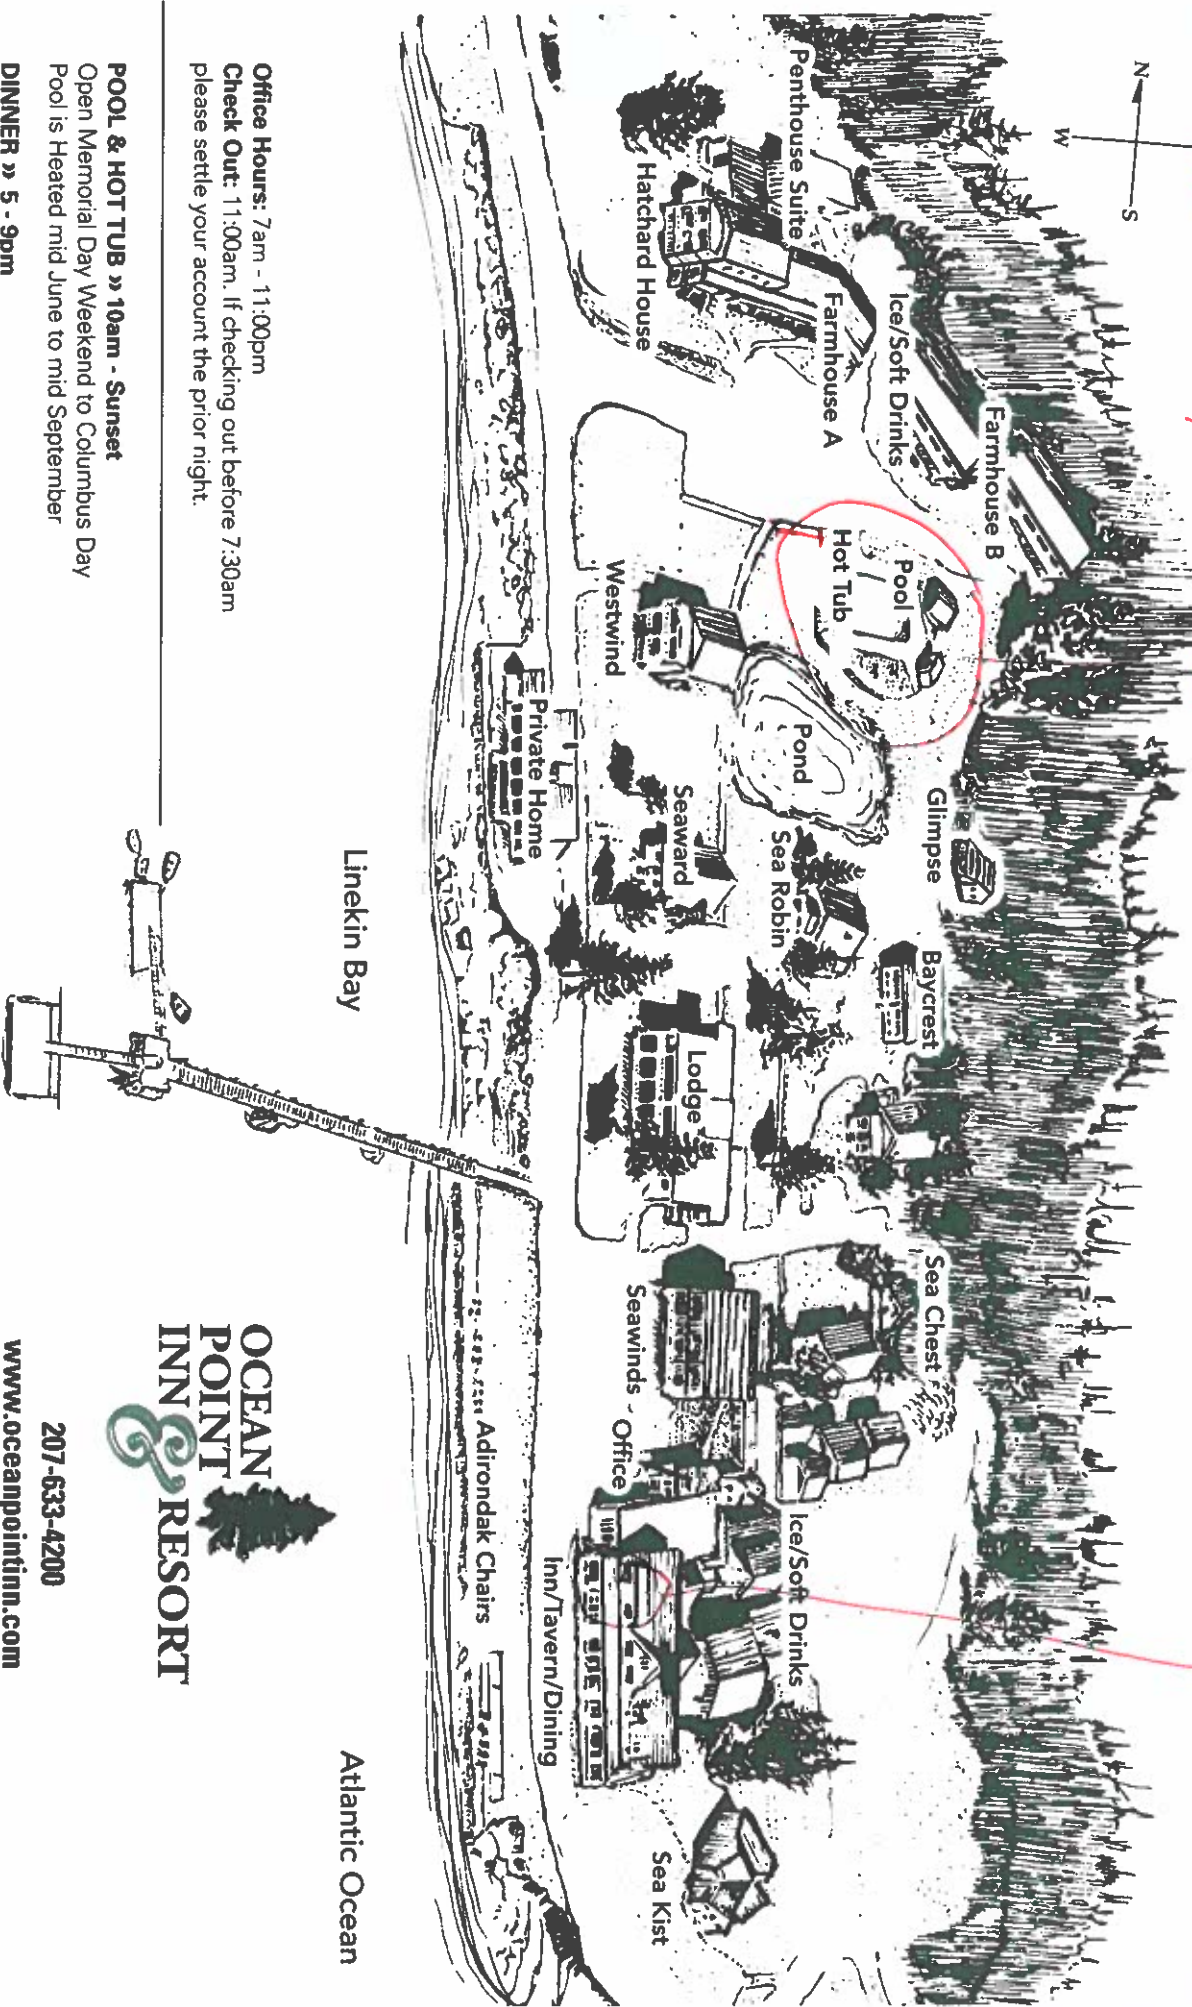 N
W
S
Penthouse Suite
Hatchard House
Farmhouse A
Ice/Soft Drinks
Farmhouse B
Pool
Hot Tub
Westwind
Pond
Private Home
Seaward
Sea Robin
Glimpse
Baycrest
Lodge
Sea Chest
Seawinds
Office
Ice/Soft Drinks
Inn/Tavern/Dining
Sea Kist
Adirondak Chairs
Linekin Bay
Atlantic Ocean
Office Hours: 7am - 11:00pm
Check Out: 11:00am. If checking out before 7:30am
please settle your account the prior night.
POOL & HOT TUB » 10am - Sunset
Open Memorial Day Weekend to Columbus Day
Pool is Heated mid June to mid September
DINNER » 5 - 9pm
OCEAN
POINT
INN & RESORT
207-633-4200
www.oceanpointinn.com